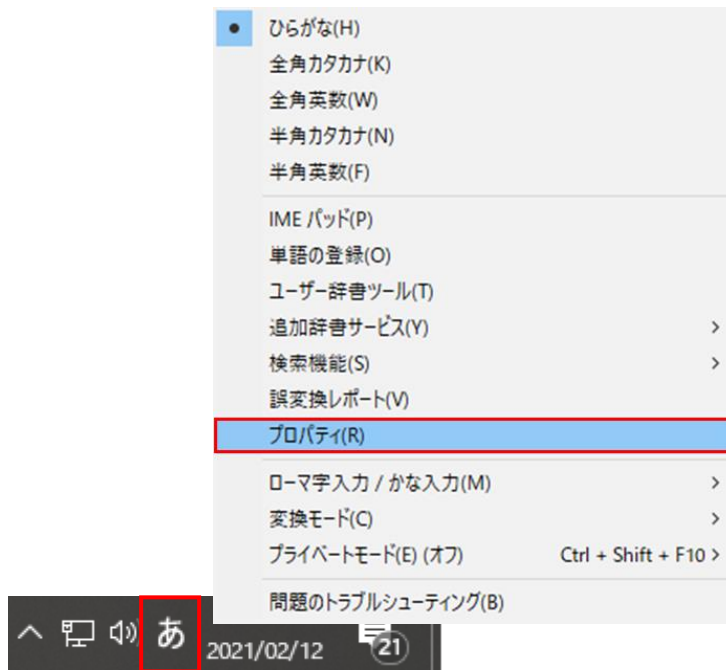 ひらがな(H)
全角カタカナ(K)
全角英数(W)
半角カタカナ(N)
半角英数(F)
IME パッド(P)
単語の登録(O)
ユーザー辞書ツール(T)
追加辞書サービス(Y)
検索機能(S)
誤変換レポート(V)
プロパティ(R)
ローマ字入力 / かな入力(M)
変換モード(C)
プライベートモード(E) (オフ) Ctrl + Shift + F10
問題のトラブルシューティング(B)
あ
2021/02/12
21